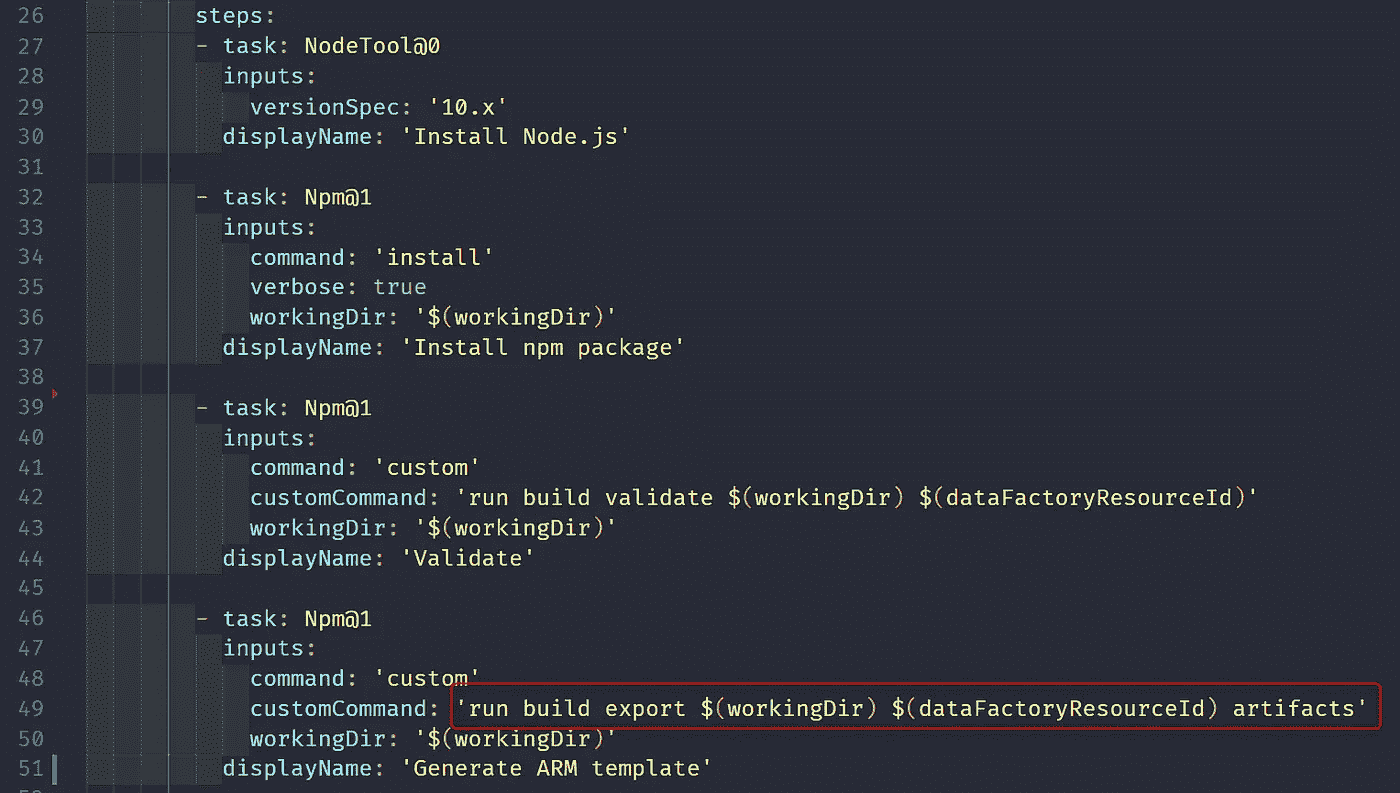 26 steps:
27 - task: NodeTool@0
28 inputs:
29 versionSpec: '10.x'
30 displayName: 'Install Node.js'
31
32 - task: Npm@1
33 inputs:
34 command: 'install'
35 verbose: true
36 workingDir: '$(workingDir)'
37 displayName: 'Install npm package'
38
39 - task: Npm@1
40 inputs:
41 command: 'custom'
42 customCommand: 'run build validate $(workingDir) $(dataFactoryResourceId)'
43 workingDir: '$(workingDir)'
44 displayName: 'Validate'
45
46 - task: Npm@1
47 inputs:
48 command: 'custom'
49 customCommand: 'run build export $(workingDir) $(dataFactoryResourceId) artifacts'
50 workingDir: '$(workingDir)'
51 displayName: 'Generate ARM template'